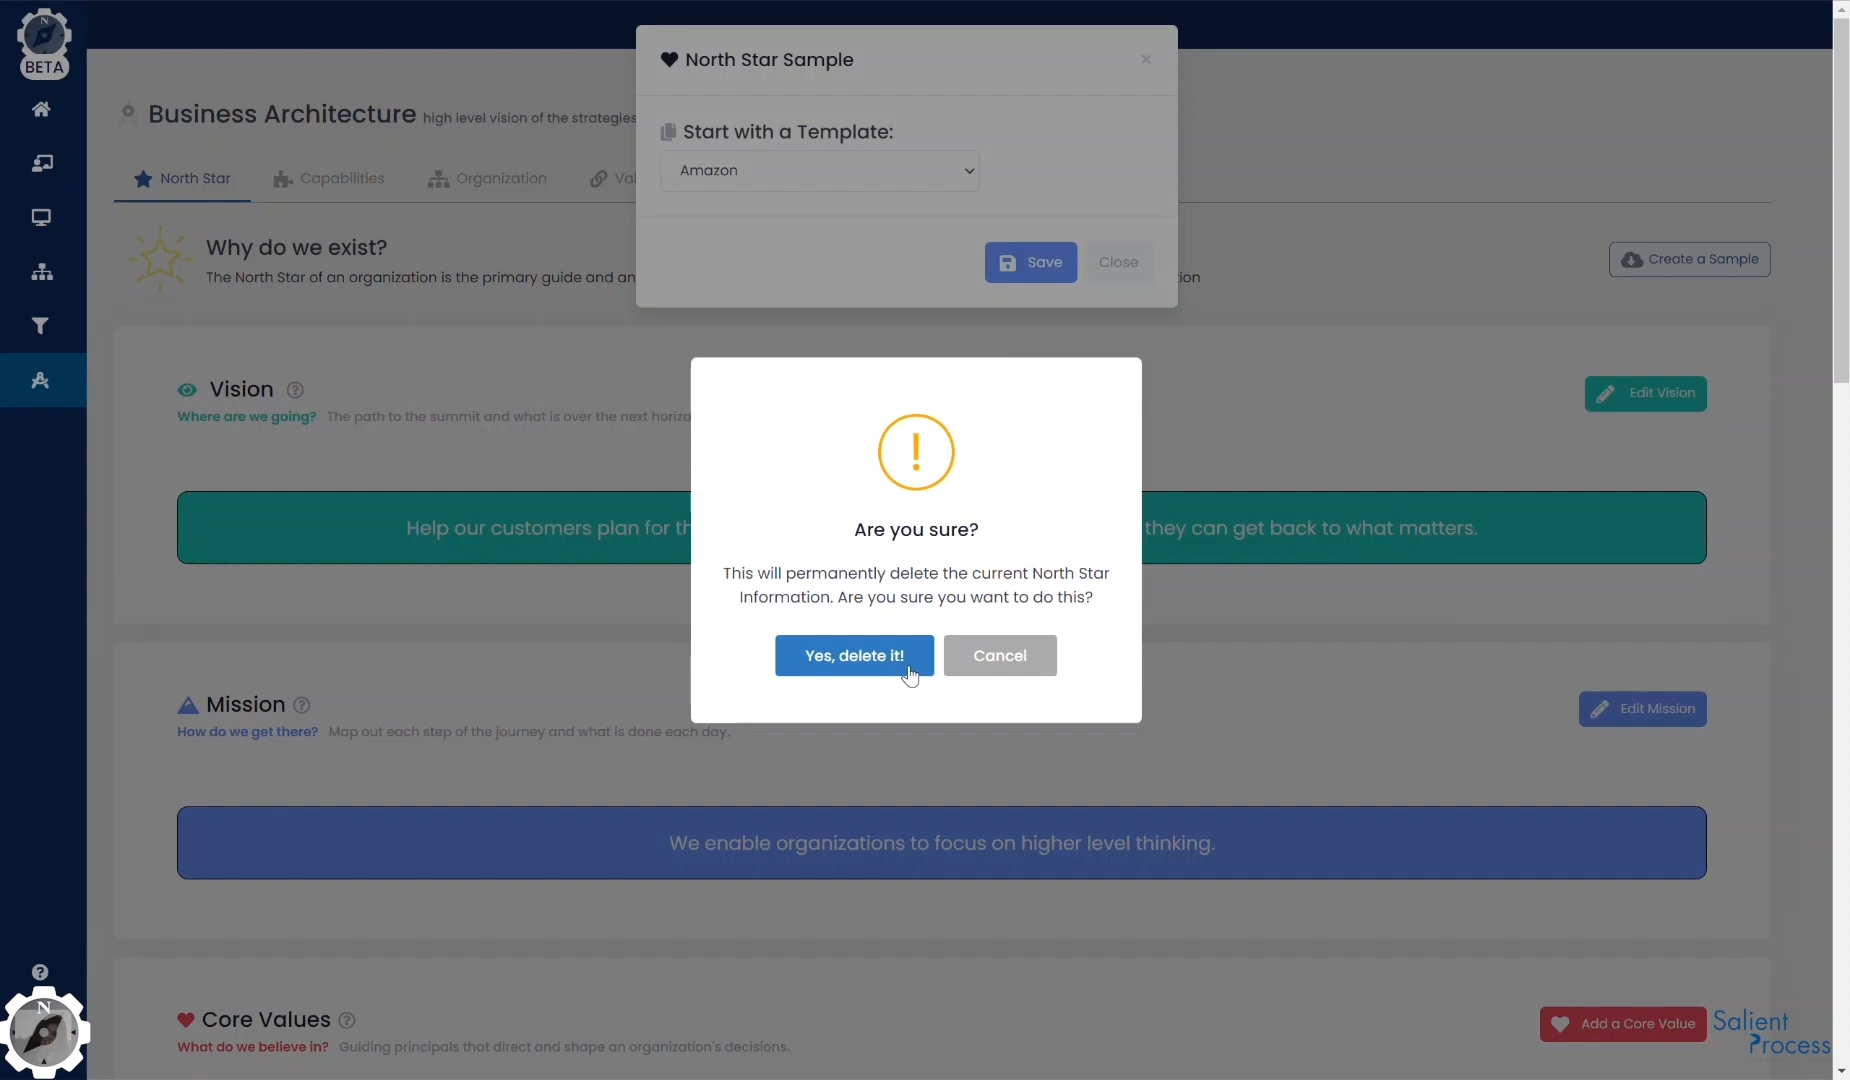 N
BETA
North Star Sample
×
Business Architecture high level vision of the strategies
Start with a Template:
Amazon
North Star
Capabilities
Organization
Why do we exist?
Save
Close
Create a Sample
The North Star of an organization is the primary guide and
Vision ?
Edit Vision
Where are we going? The path to the summit and what is over the next
!
Help our customers plan for
they can get back to what matters.
Are you sure?
This will permanently delete the current North Star
Information. Are you sure you want to do this?
Yes, delete it!
Cancel
Mission ?
Edit Mission
How do we get there? Map out each step of the journey and what is done each day.
We enable organizations to focus on higher level thinking.
?
N
Core Values ?
Add a Core Value
What do we believe in? Guiding principals that direct and shape an organization's decisions.
Salient
Process